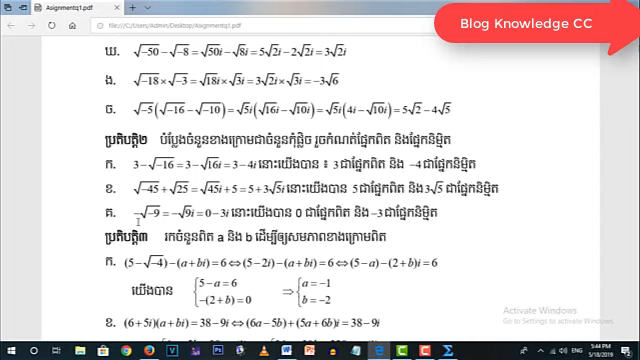 Asignmentq1.pdf
C:/Users/Admin/Desktop/Asignmentq1.pdf
Blog Knowledge CC
ឃ. √-50 − √-8 = √50i − √8i = 5√2i − 2√2i = 3√2i
ង. √-18 × √-3 = √18i × √3i = 3√2i × √3i = −3√6
ច. √-5(√-16 − √-10) = √5i(√16i − √10i) = √5i(4i − √10i) = 5√2 − 4√5
ប្រតិបត្តិ២ បំប្លែងចំនួនខាងក្រោមជាចំនួនកុំផ្លិច រួចកំណត់ផ្នែកពិត និងផ្នែកនិម្មិត
ក. 3 − √-16 = 3 − √16i = 3 − 4i នោះយើងបាន ៖ 3 ជាផ្នែកពិត និង −4 ជាផ្នែកនិម្មិត
ខ. √-45 + √25 = √45i + 5 = 5 + 3√5i នោះយើងបាន 5 ជាផ្នែកពិត និង 3√5 ជាផ្នែកនិម្មិត
គ. −√-9 = −√9i = 0 − 3i នោះយើងបាន 0 ជាផ្នែកពិត និង −3 ជាផ្នែកនិម្មិត
ប្រតិបត្តិ៣ រកចំនួនពិត a និង b ដើម្បីឲ្យសមភាពខាងក្រោមពិត
ក. (5 − √-4) − (a + bi) = 6 ⇔ (5 − 2i) − (a + bi) = 6 ⇔ (5 − a) − (2 + b)i = 6
យើងបាន { 5 − a = 6 ⇒ { a = −1
−(2 + b) = 0 b = −2
ខ. (6 + 5i)(a + bi) = 38 − 9i ⇔ (6a − 5b) + (5a + 6b)i = 38 − 9i
Activate Windows
Go to Settings to activate Windows.
5:44 PM
ENG
5/18/2019